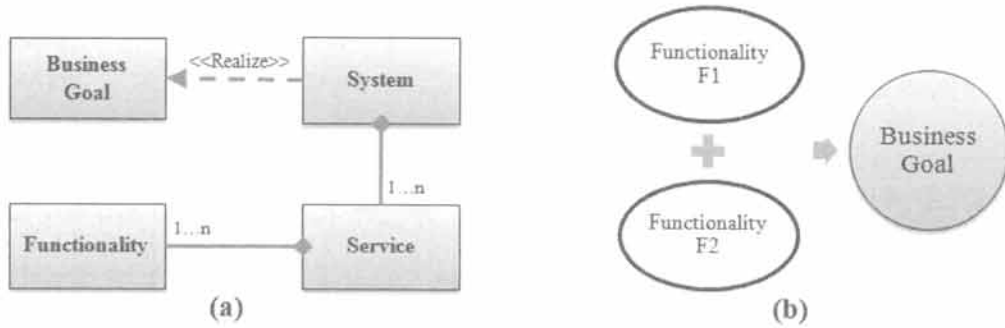 Business
Goal
<<Realize>>
System
1...n
Functionality
1...n
Service
(a)
Functionality
F1
Functionality
F2
Business
Goal
(b)